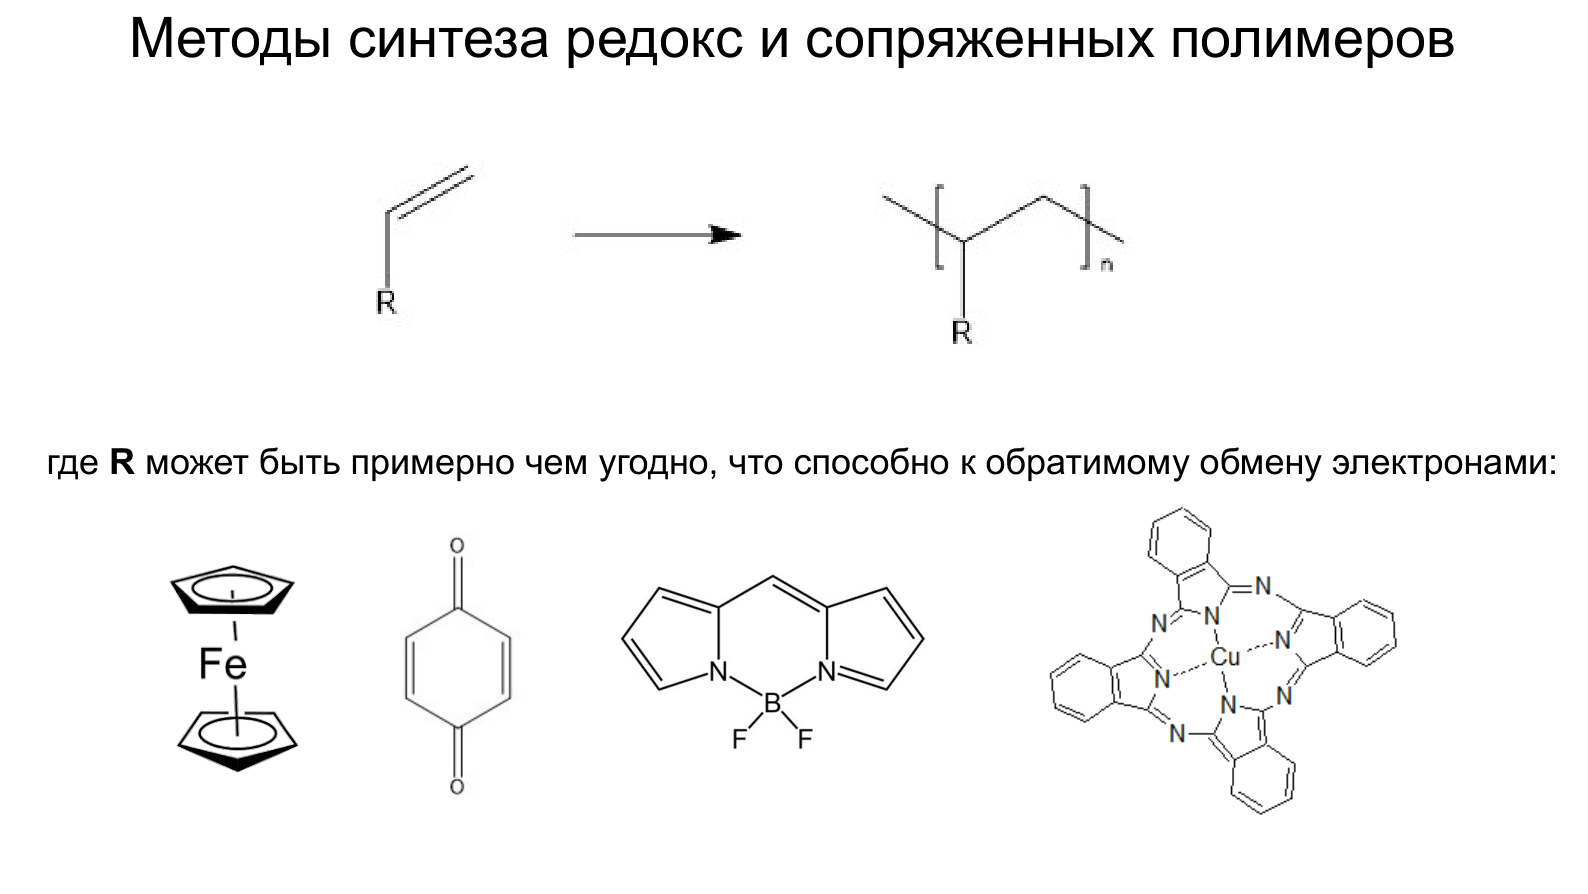 Методы синтеза редокс и сопряженных полимеров
R
n
R
где R может быть примерно чем угодно, что способно к обратимому обмену электронами:
Fe
O
O
N
N
B
F
F
N
N
N
N
Cu
N
N
N
N